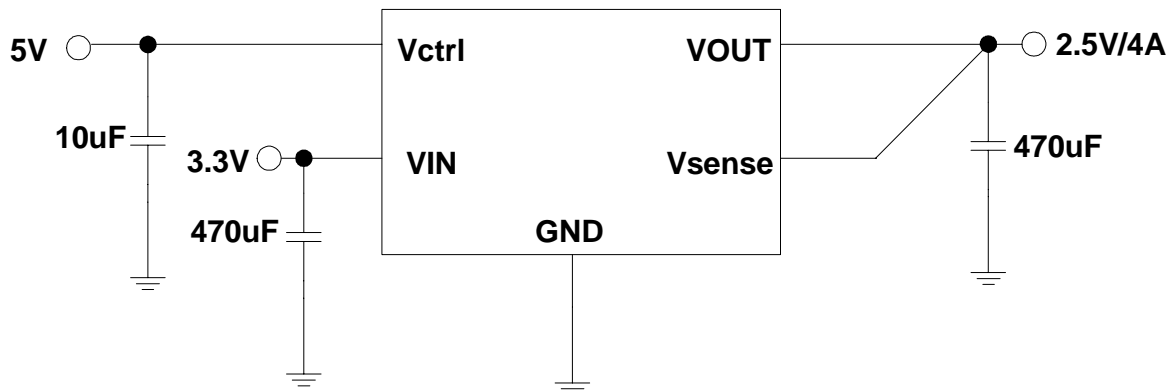 5V
Vctrl
VOUT
2.5V/4A
10uF
3.3V
VIN
Vsense
470uF
470uF
GND